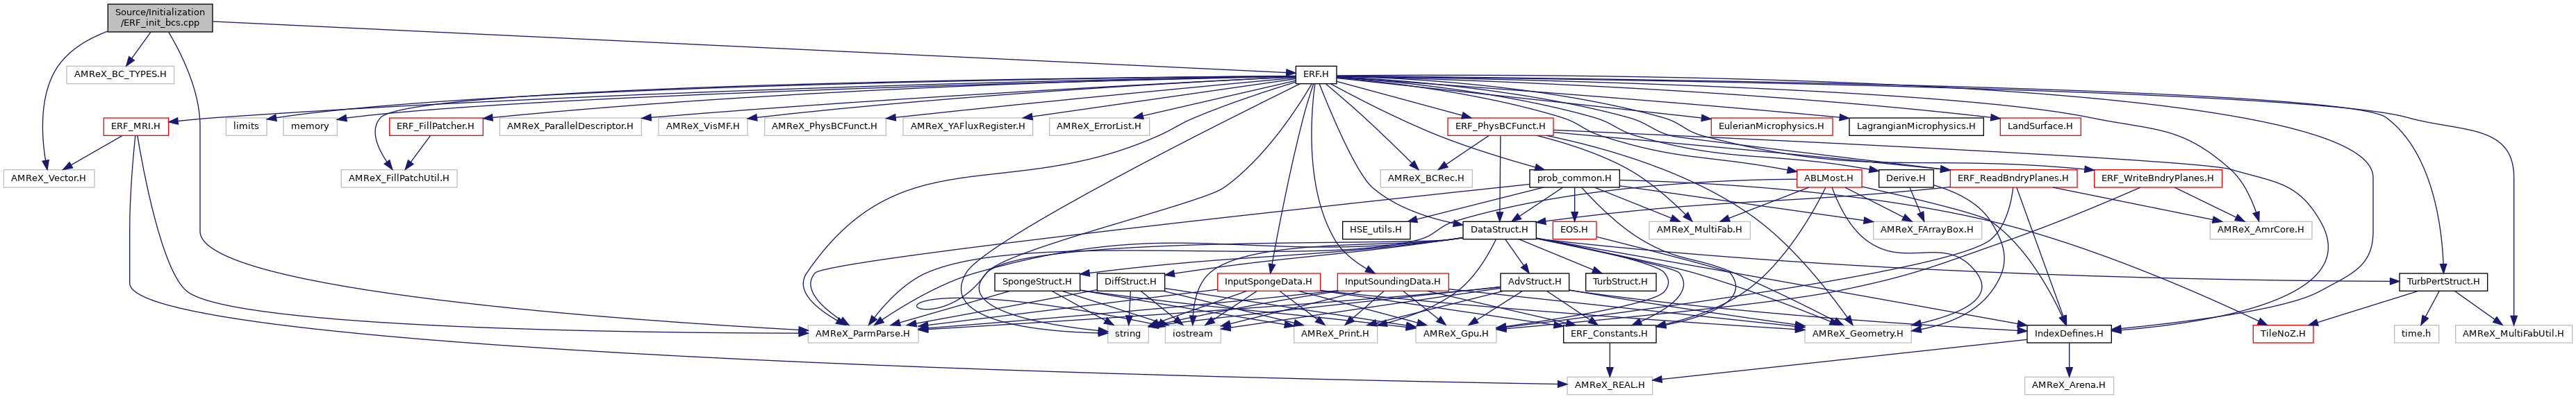 Source/Initialization
/ERF_init_bcs.cpp
AMReX_BC_TYPES.H
ERF.H
ERF_MRI.H
limits
memory
ERF_FillPatcher.H
AMReX_ParallelDescriptor.H
AMReX_VisMF.H
AMReX_PhysBCFunct.H
AMReX_YAFluxRegister.H
AMReX_ErrorList.H
ERF_PhysBCFunct.H
EulerianMicrophysics.H
LagrangianMicrophysics.H
LandSurface.H
AMReX_Vector.H
AMReX_FillPatchUtil.H
AMReX_BCRec.H
prob_common.H
ABLMost.H
Derive.H
ERF_ReadBndryPlanes.H
ERF_WriteBndryPlanes.H
HSE_utils.H
DataStruct.H
EOS.H
AMReX_MultiFab.H
AMReX_FArrayBox.H
AMReX_AmrCore.H
SpongeStruct.H
DiffStruct.H
InputSpongeData.H
InputSoundingData.H
AdvStruct.H
TurbStruct.H
TurbPertStruct.H
AMReX_ParmParse.H
string
iostream
AMReX_Print.H
AMReX_Gpu.H
ERF_Constants.H
AMReX_Geometry.H
IndexDefines.H
TileNoZ.H
time.h
AMReX_MultiFabUtil.H
AMReX_REAL.H
AMReX_Arena.H